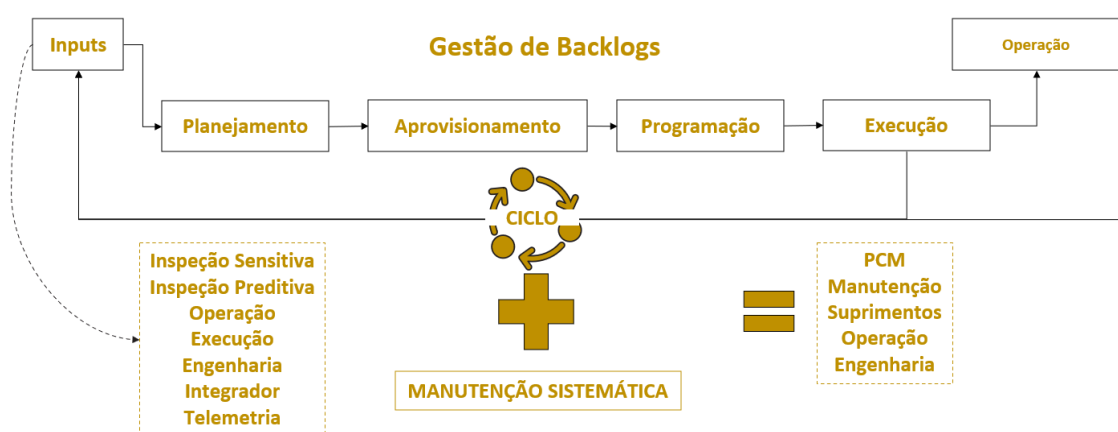 Inputs
Gestão de Backlogs
Operação
Planejamento
Aprovisionamento
Programação
Execução
CICLO
Inspeção Sensitiva
Inspeção Preditiva
Operação
Execução
Engenharia
Integrador
Telemetria
MANUTENÇÃO SISTEMÁTICA
PCM
Manutenção
Suprimentos
Operação
Engenharia